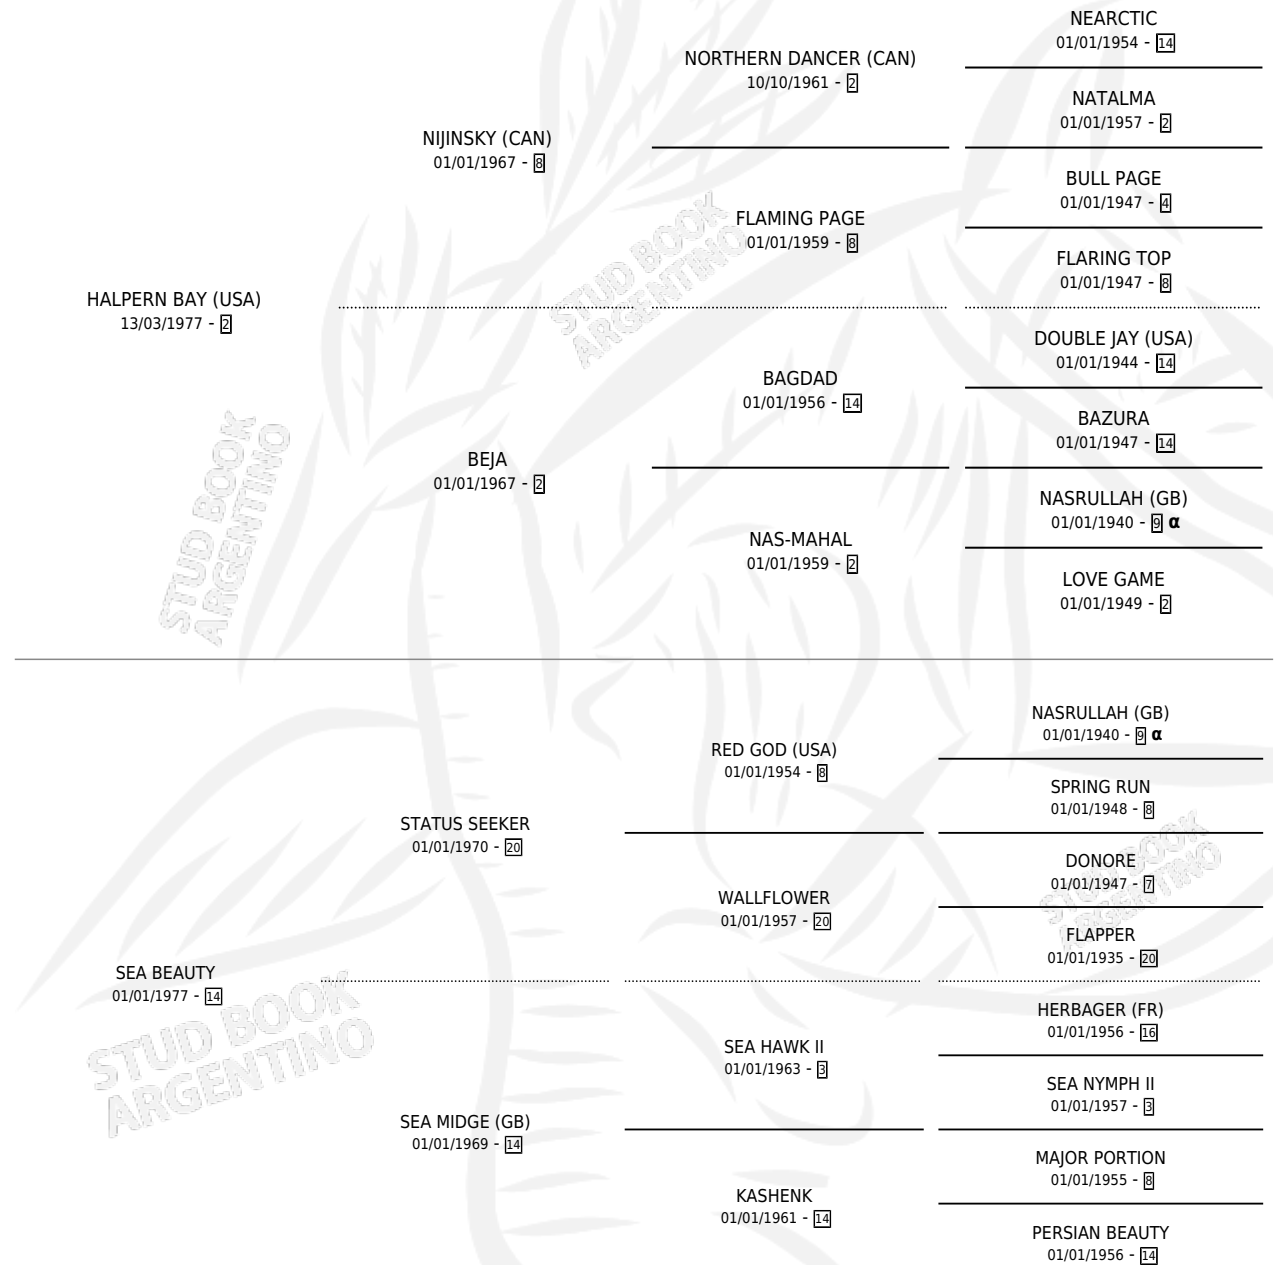 NEARCTIC
01/01/1954 - 14
NORTHERN DANCER (CAN)
10/10/1961 - 2
NATALMA
01/01/1957 - 2
NIJINSKY (CAN)
01/01/1967 - 8
BULL PAGE
01/01/1947 - 4
FLAMING PAGE
01/01/1959 - 8
FLARING TOP
01/01/1947 - 8
HALPERN BAY (USA)
13/03/1977 - 2
DOUBLE JAY (USA)
01/01/1944 - 14
BAGDAD
01/01/1956 - 14
BAZURA
01/01/1947 - 14
BEJA
01/01/1967 - 2
NASRULLAH (GB)
01/01/1940 - 9 α
NAS-MAHAL
01/01/1959 - 2
LOVE GAME
01/01/1949 - 2
NASRULLAH (GB)
01/01/1940 - 9 α
RED GOD (USA)
01/01/1954 - 8
SPRING RUN
01/01/1948 - 8
STATUS SEEKER
01/01/1970 - 20
DONORE
01/01/1947 - 7
WALLFLOWER
01/01/1957 - 20
FLAPPER
01/01/1935 - 20
SEA BEAUTY
01/01/1977 - 14
HERBAGER (FR)
01/01/1956 - 16
SEA HAWK II
01/01/1963 - 3
SEA NYMPH II
01/01/1957 - 3
SEA MIDGE (GB)
01/01/1969 - 14
MAJOR PORTION
01/01/1955 - 8
KASHENK
01/01/1961 - 14
PERSIAN BEAUTY
01/01/1956 - 14
STUD BOOK
ARGENTINO
STUD BOOK
ARGENTINO
STUD BOOK
ARGENTINO
STUD BOOK
ARGENTINO